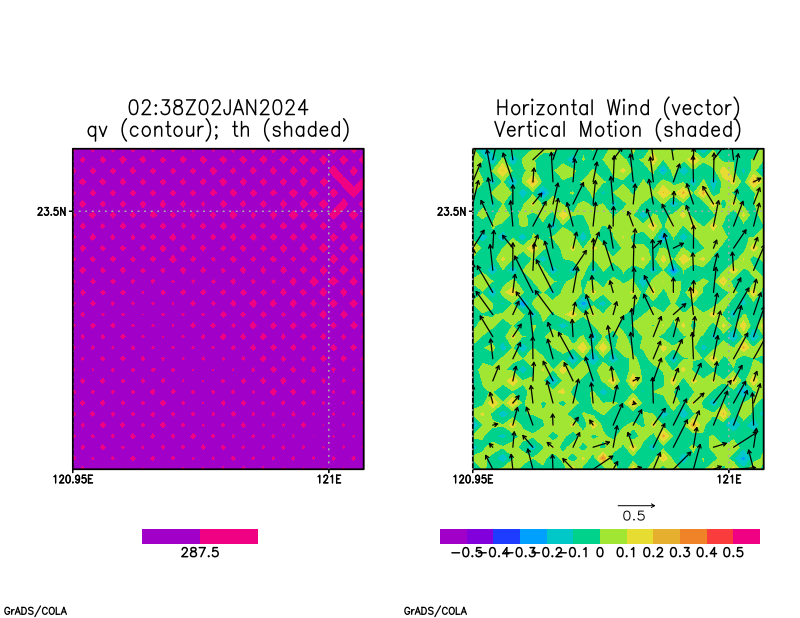 02:38Z02JAN2024
qv (contour); th (shaded)
23.5N
120.95E 121E
287.5
GrADS/COLA
Horizontal Wind (vector)
Vertical Motion (shaded)
23.5N
120.95E 121E
0.5
−0.5 −0.4 −0.3 −0.2 −0.1 0 0.1 0.2 0.3 0.4 0.5
GrADS/COLA